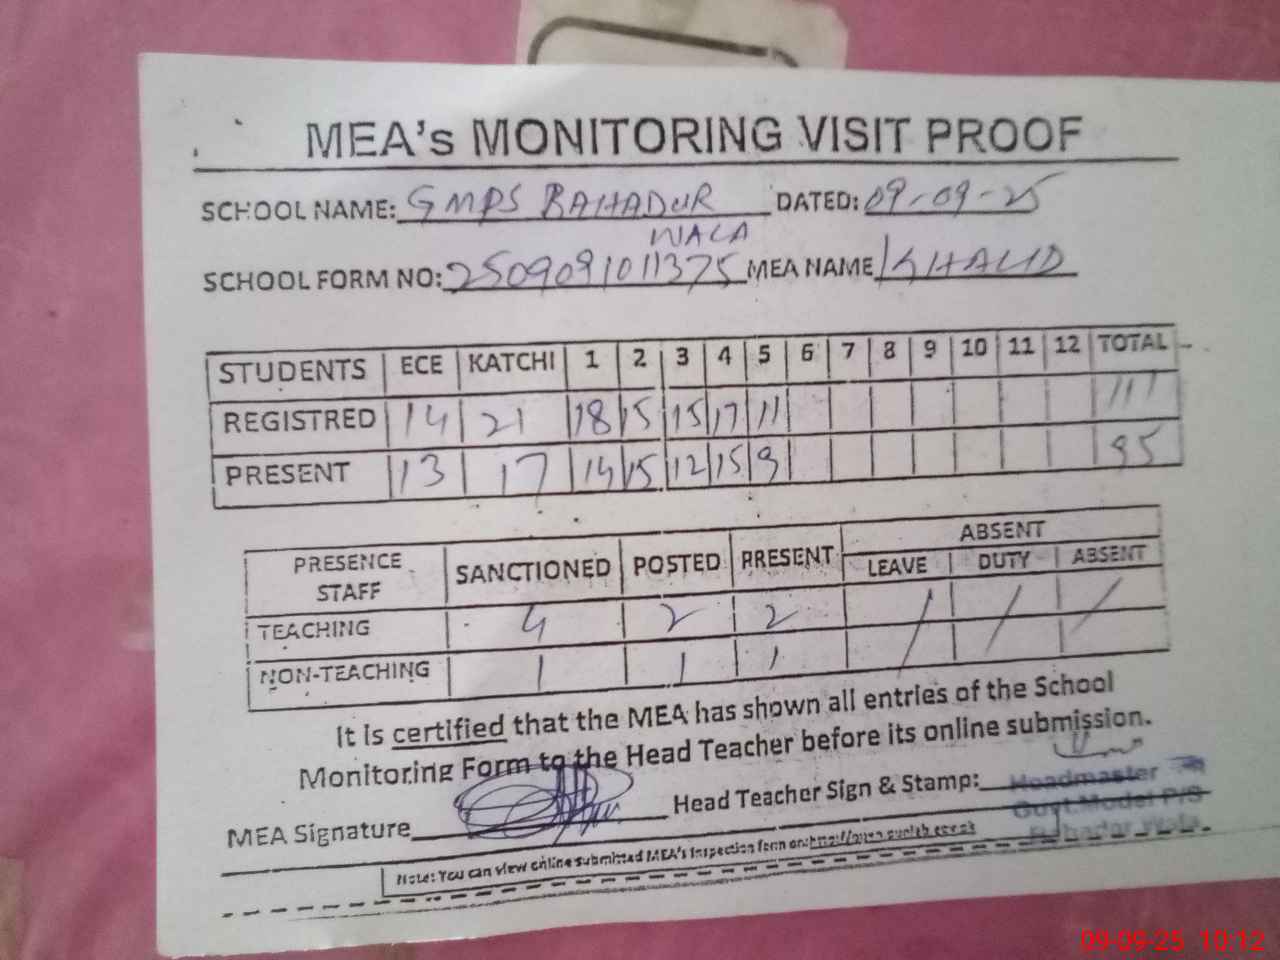 MEA's MONITORING VISIT PROOF
SCHOOL NAME: GMPS BAHADUR DATED: 09-09-25
WALA
SCHOOL FORM NO: 2509091011375 MEA NAME KHALID
STUDENTS ECE KATCHI 1 2 3 4 5 6 7 8 9 10 11 12 TOTAL
REGISTRED 14 21 18 15 15 17 11 111
PRESENT 13 17 14 15 12 15 9 95
PRESENCE STAFF SANCTIONED POSTED PRESENT ABSENT
LEAVE DUTY ABSENT
TEACHING 4 2 2 / / /
NON-TEACHING 1 1 1
It is certified that the MEA has shown all entries of the School
Monitoring Form to the Head Teacher before its online submission.
MEA Signature Head Teacher Sign & Stamp: Headmaster
Govt. Model P/S
Bahadar Wala
Note: You can view online submitted MEA's Inspection form on:
09-09-25 10:12